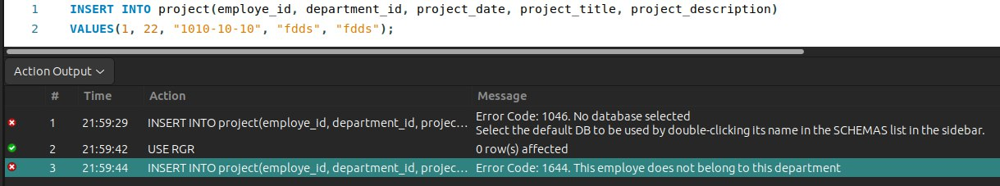 1 INSERT INTO project(employe_id, department_id, project_date, project_title, project_description)
2 VALUES(1, 22, "1010-10-10", "fdds", "fdds");
Action Output
# Time Action Message
1 21:59:29 INSERT INTO project(employe_id, department_id, projec... Error Code: 1046. No database selected
Select the default DB to be used by double-clicking its name in the SCHEMAS list in the sidebar.
2 21:59:42 USE RGR 0 row(s) affected
3 21:59:44 INSERT INTO project(employe_id, department_id, projec... Error Code: 1644. This employe does not belong to this department